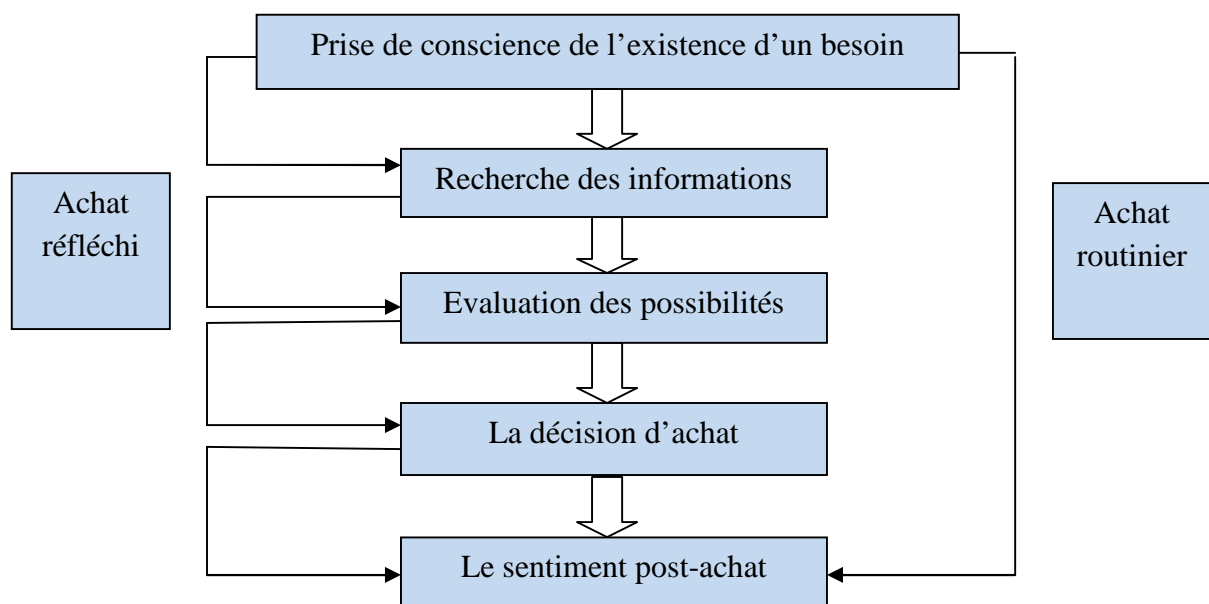 Prise de conscience de l’existence d’un besoin
Recherche des informations
Achat
réfléchi
Achat
routinier
Evaluation des possibilités
La décision d’achat
Le sentiment post-achat